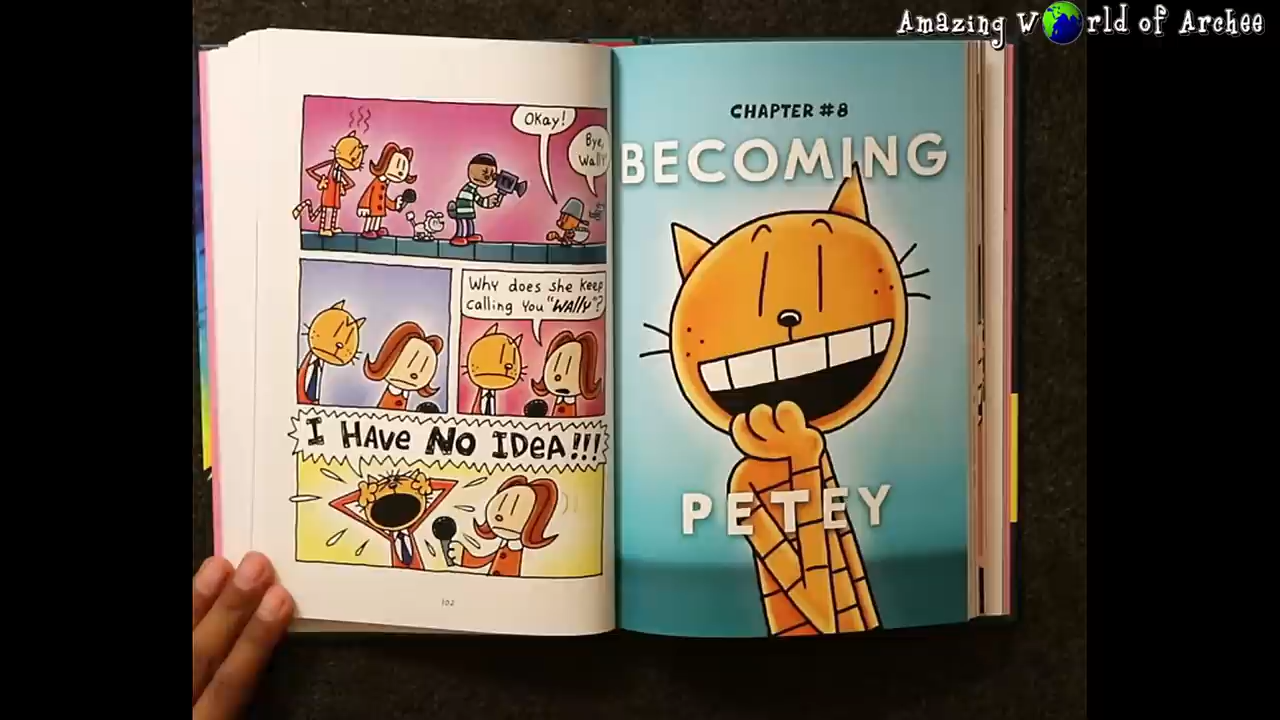 Amazing World of Archee
Okay!
Bye,
Wally!
Why does she keep
calling you "Wally"?
I HAVE NO IDEA!!!
102
CHAPTER #8
BECOMING
PETEY